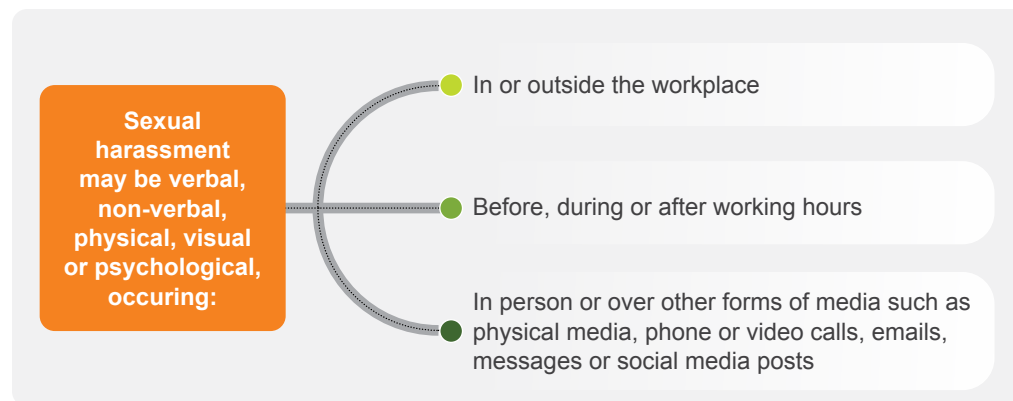 Sexual
harassment
may be verbal,
non-verbal,
physical, visual
or psychological,
occuring:
In or outside the workplace
Before, during or after working hours
In person or over other forms of media such as
physical media, phone or video calls, emails,
messages or social media posts